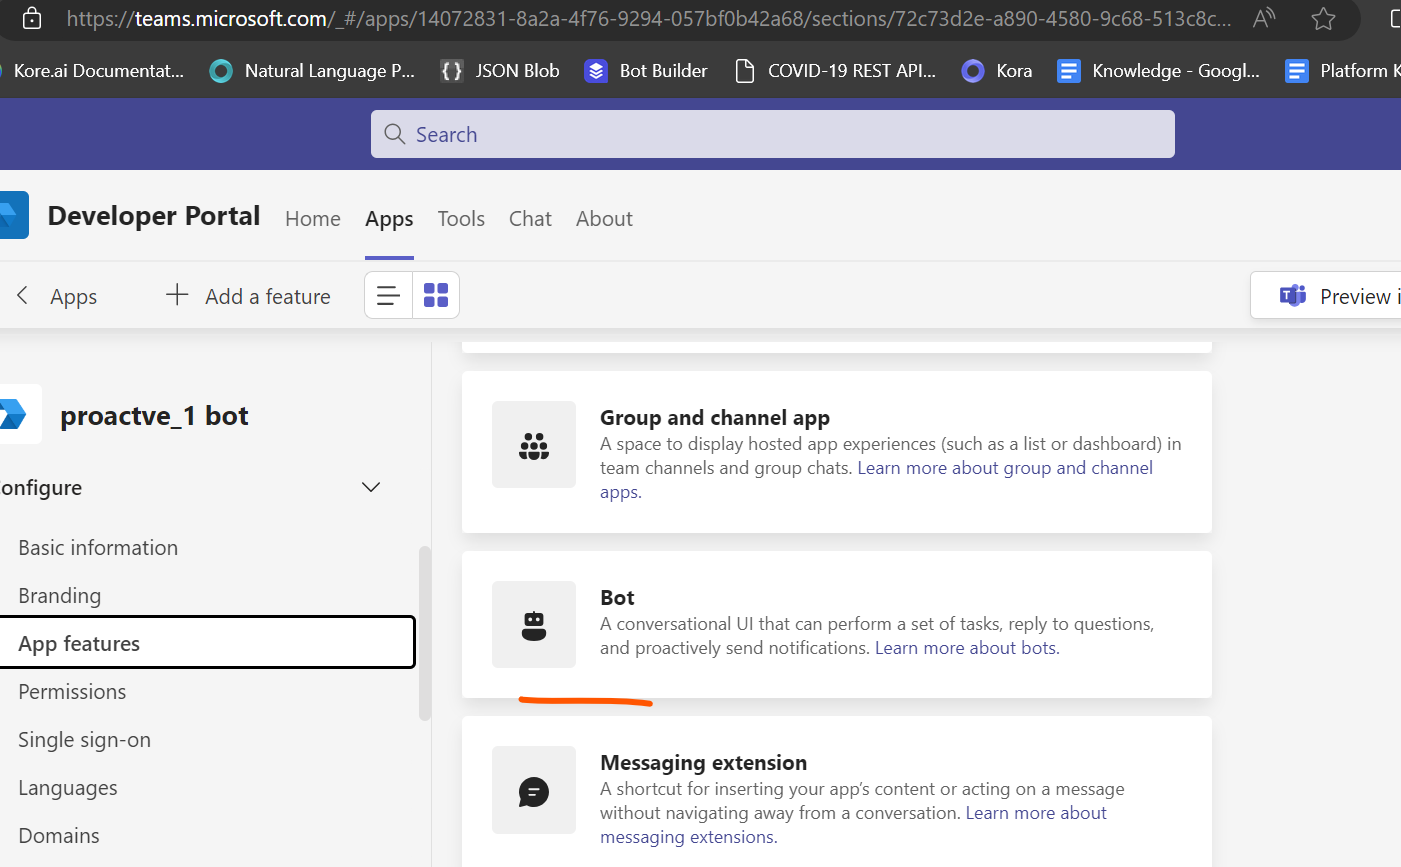 https://teams.microsoft.com/_#/apps/14072831-8a2a-4f76-9294-057bf0b42a68/sections/72c73d2e-a890-4580-9c68-513c8c...
Kore.ai Documentat... Natural Language P... JSON Blob Bot Builder COVID-19 REST API... Kora Knowledge - Googl... Platform K
Search
Developer Portal Home Apps Tools Chat About
Apps Add a feature Preview i
proactve_1 bot
onfigure
Basic information
Branding
App features
Permissions
Single sign-on
Languages
Domains
Group and channel app
A space to display hosted app experiences (such as a list or dashboard) in
team channels and group chats. Learn more about group and channel
apps.
Bot
A conversational UI that can perform a set of tasks, reply to questions,
and proactively send notifications. Learn more about bots.
Messaging extension
A shortcut for inserting your app's content or acting on a message
without navigating away from a conversation. Learn more about
messaging extensions.